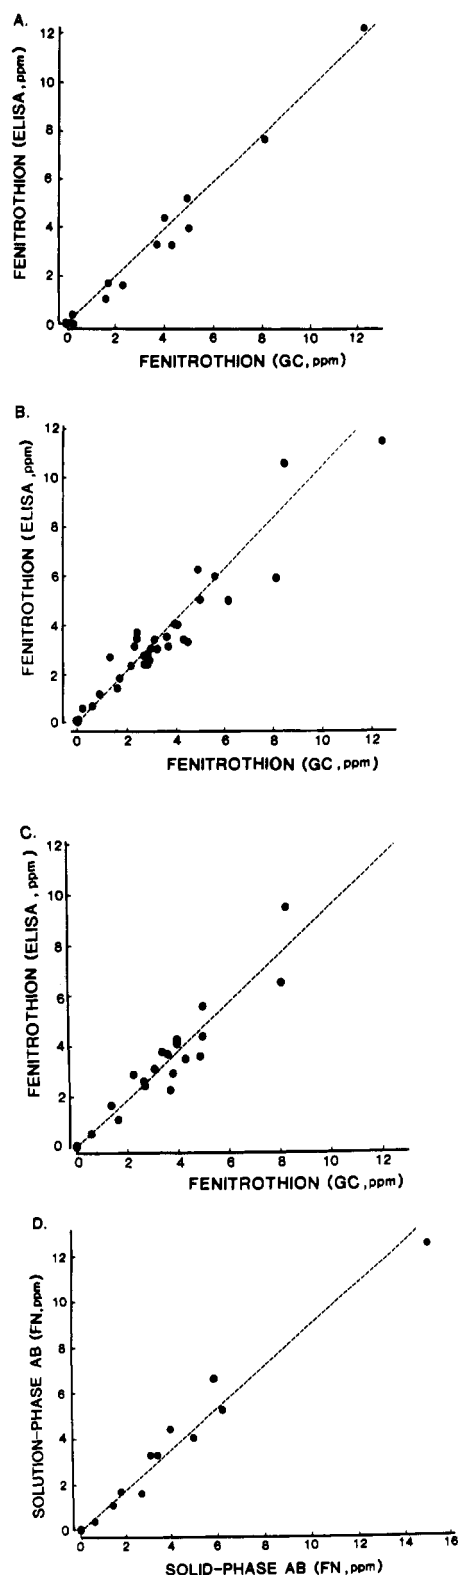 A.
FENITROTHION (ELISA, ppm)
12
10
8
6
4
2
0
0 2 4 6 8 10 12
FENITROTHION (GC, ppm)
B.
FENITROTHION (ELISA, ppm)
12
10
8
6
4
2
0
0 2 4 6 8 10 12
FENITROTHION (GC, ppm)
C.
FENITROTHION (ELISA, ppm)
12
10
8
6
4
2
0
0 2 4 6 8 10 12
FENITROTHION (GC, ppm)
D.
SOLUTION-PHASE AB (FN, ppm)
12
10
8
6
4
2
0
0 2 4 6 8 10 12 14 16
SOLID-PHASE AB (FN, ppm)